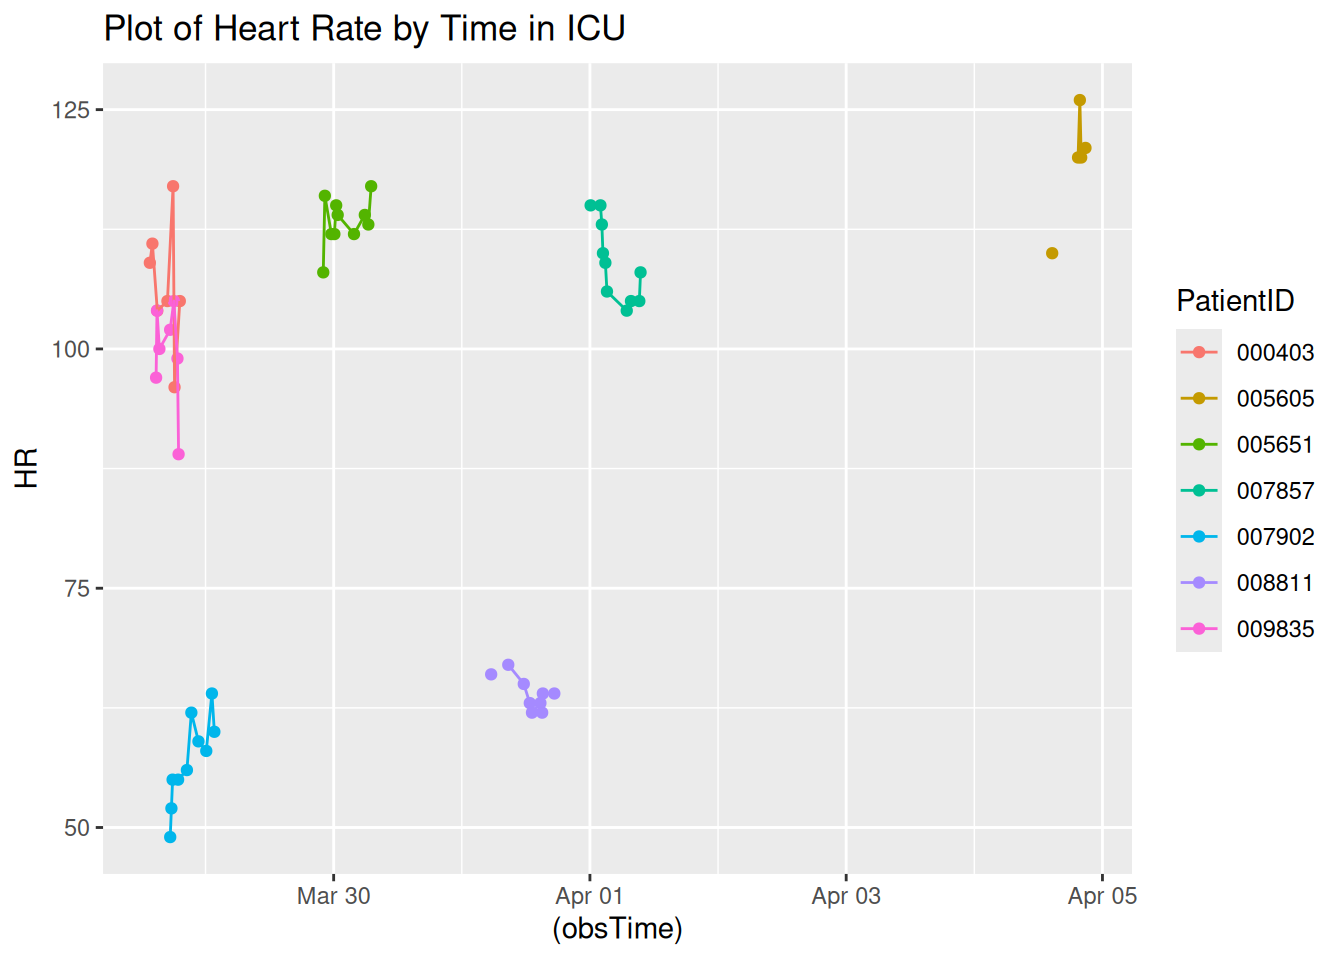 Plot of Heart Rate by Time in ICU
125
100
75
50
HR
Mar 30
Apr 01
Apr 03
Apr 05
(obsTime)
PatientID
000403
005605
005651
007857
007902
008811
009835